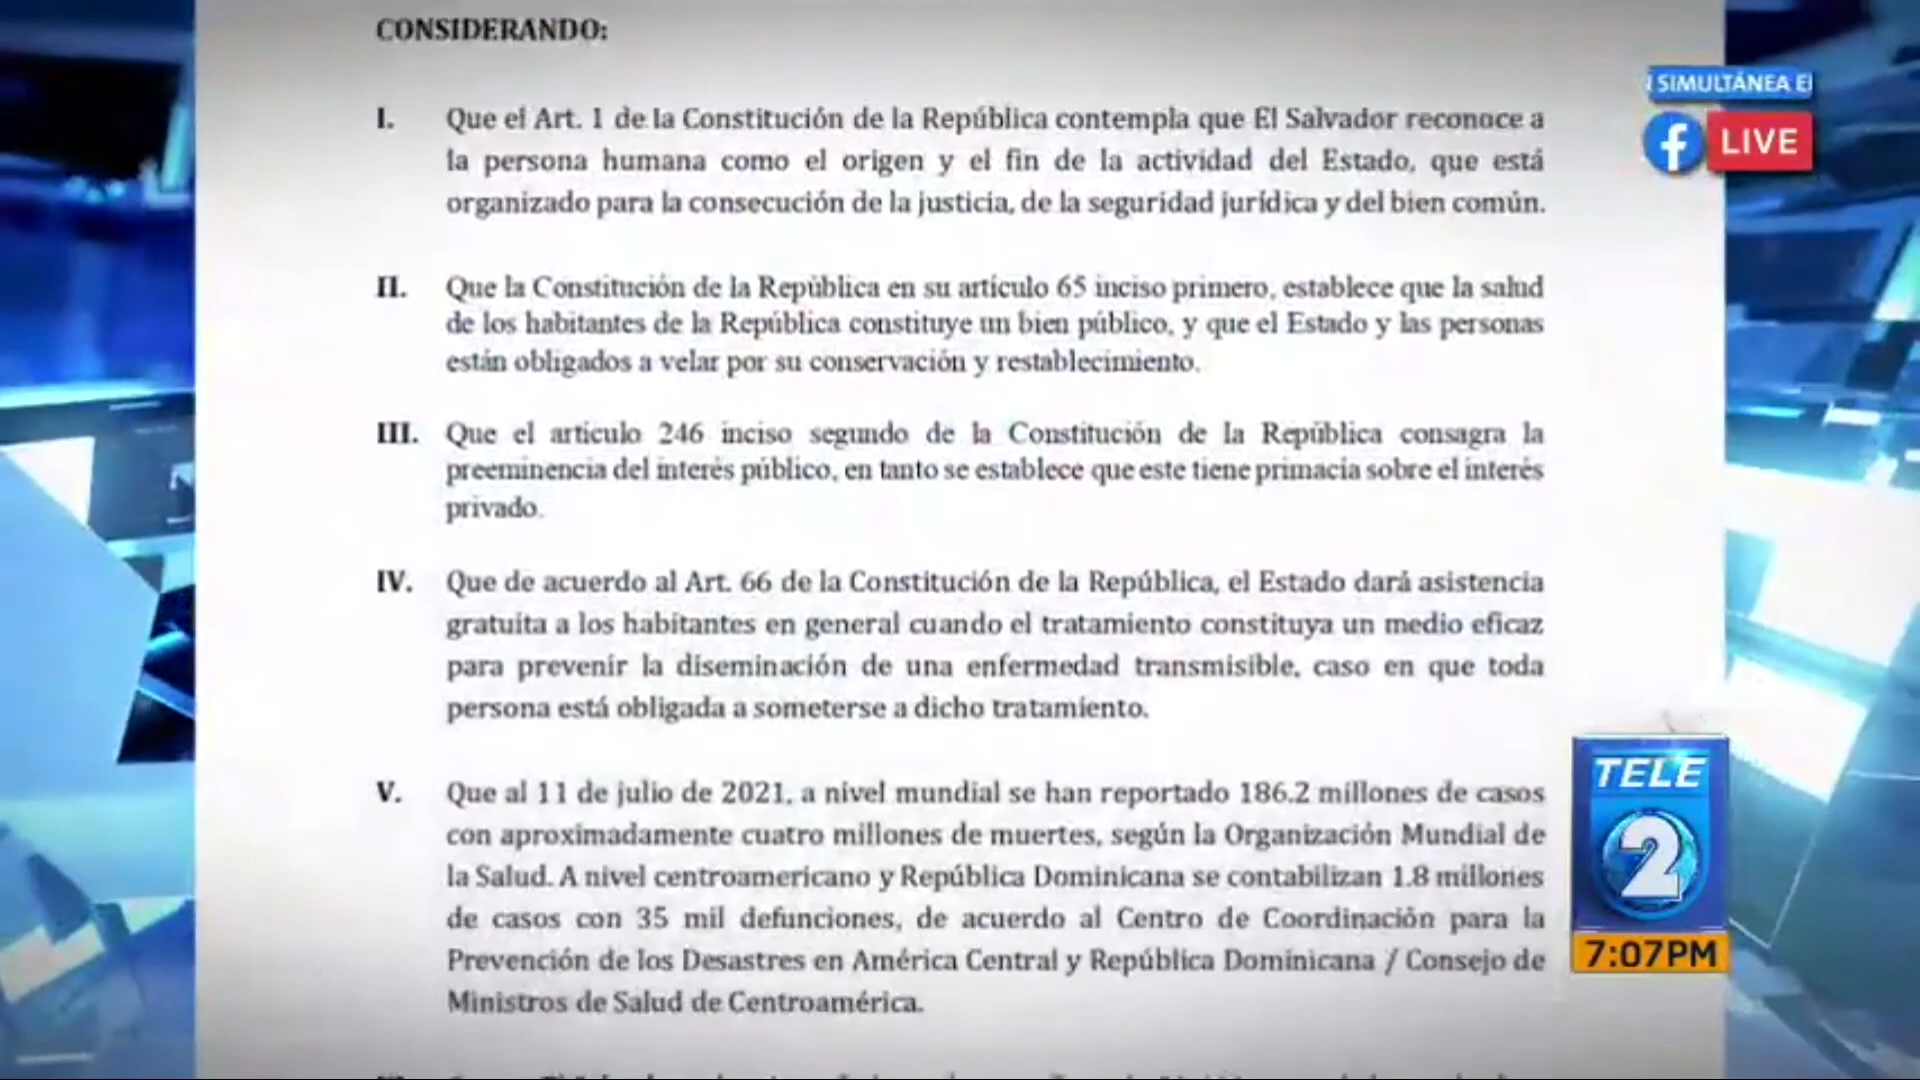 CONSIDERANDO:
I. Que el Art. 1 de la Constitución de la República contempla que El Salvador reconoce a
la persona humana como el origen y el fin de la actividad del Estado, que está
organizado para la consecución de la justicia, de la seguridad jurídica y del bien común.
II. Que la Constitución de la República en su artículo 65 inciso primero, establece que la salud
de los habitantes de la República constituye un bien público, y que el Estado y las personas
están obligados a velar por su conservación y restablecimiento.
III. Que el artículo 246 inciso segundo de la Constitución de la República consagra la
preeminencia del interés público, en tanto se establece que este tiene primacía sobre el interés
privado.
IV. Que de acuerdo al Art. 66 de la Constitución de la República, el Estado dará asistencia
gratuita a los habitantes en general cuando el tratamiento constituya un medio eficaz
para prevenir la diseminación de una enfermedad transmisible, caso en que toda
persona está obligada a someterse a dicho tratamiento.
V. Que al 11 de julio de 2021, a nivel mundial se han reportado 186.2 millones de casos
con aproximadamente cuatro millones de muertes, según la Organización Mundial de
la Salud. A nivel centroamericano y República Dominicana se contabilizan 1.8 millones
de casos con 35 mil defunciones, de acuerdo al Centro de Coordinación para la
Prevención de los Desastres en América Central y República Dominicana / Consejo de
Ministros de Salud de Centroamérica.
SIMULTÁNEA
f LIVE
TELE
2
7:07PM